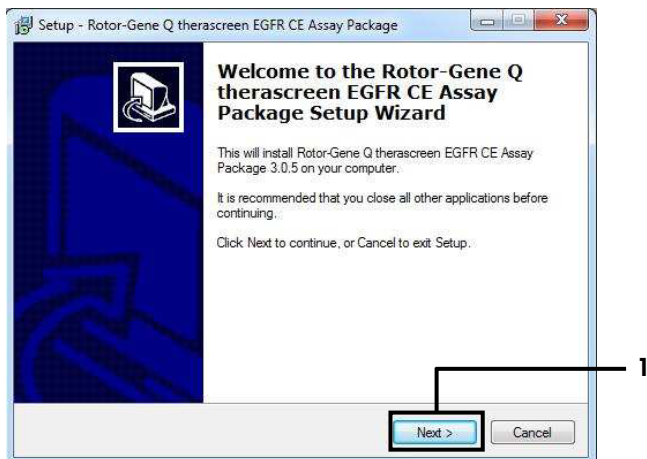 Setup - Rotor-Gene Q therascreen EGFR CE Assay Package
Welcome to the Rotor-Gene Q
therascreen EGFR CE Assay
Package Setup Wizard
This will install Rotor-Gene Q therascreen EGFR CE Assay
Package 3.0.5 on your computer.
It is recommended that you close all other applications before
continuing.
Click Next to continue, or Cancel to exit Setup.
1
Next >
Cancel